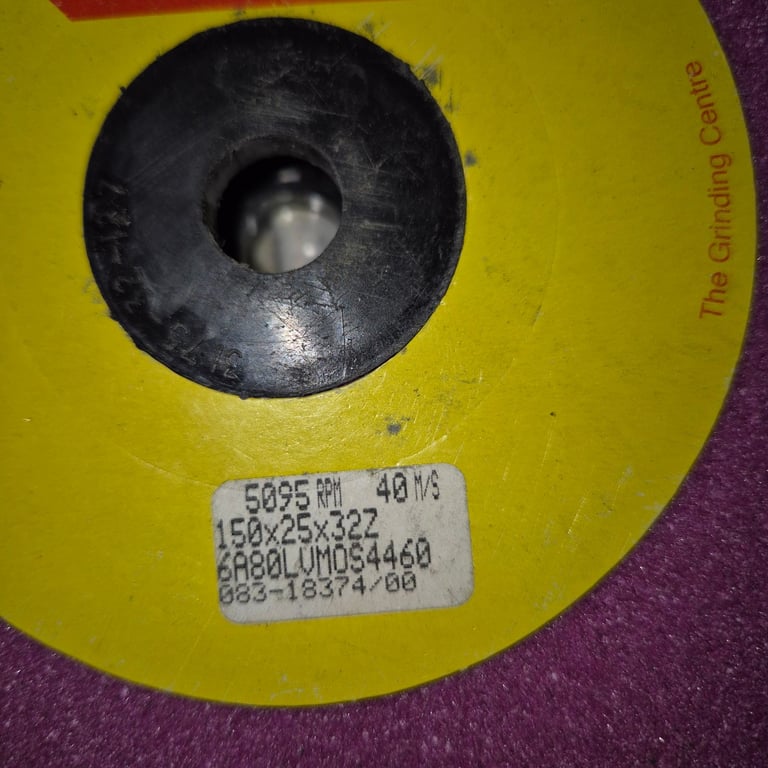 The Grinding Centre
5095 RPM 40 M/S
150x25x32Z
6A80LVMOS4460
083-18374/00